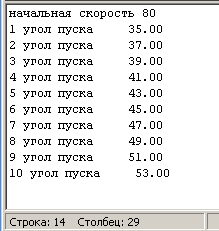 начальная скорость 80
1 угол пуска 35.00
2 угол пуска 37.00
3 угол пуска 39.00
4 угол пуска 41.00
5 угол пуска 43.00
6 угол пуска 45.00
7 угол пуска 47.00
8 угол пуска 49.00
9 угол пуска 51.00
10 угол пуска 53.00
Строка: 14 Столбец: 29